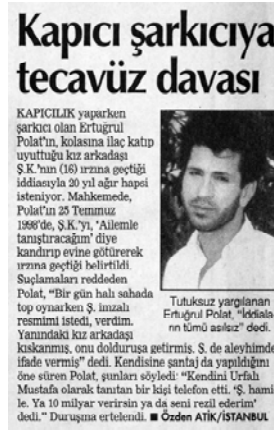 Kapıcı şarkıcıya
tecavüz davası
KAPICILIK yaparken
şarkıcı olan Ertuğrul
Polat'ın, kolasına ilaç katıp
uyuttuğu kız arkadaşı
Ş.K.'nın (16) ırzına geçtiği
iddiasıyla 20 yıl ağır hapsi
isteniyor. Mahkemede,
Polat'ın 25 Temmuz
1998'de, Ş.K.'yı, 'Ailemle
tanıştıracağım' diye
kandırıp evine götürerek
ırzına geçtiği belirtildi.
Suçlamaları reddeden
Polat, "Bir gün halı sahada
top oynarken Ş. imzalı
resmimi istedi, verdim.
Yanındaki kız arkadaşı
kıskanmış, onu dolduruşa getirmiş. Ş. de aleyhimde
ifade vermiş" dedi. Kendisine şantaj da yapıldığını
öne süren Polat, şunları söyledi: "Kendini Urfalı
Mustafa olarak tanıtan bir kişi telefon etti. 'Ş. hami-
le. Ya 10 milyar verirsin ya da seni rezil ederim'
dedi." Duruşma ertelendi. ■ Özden ATİK/İSTANBUL
Tutuksuz yargılanan
Ertuğrul Polat, "İddiala-
rın tümü asılsız" dedi.